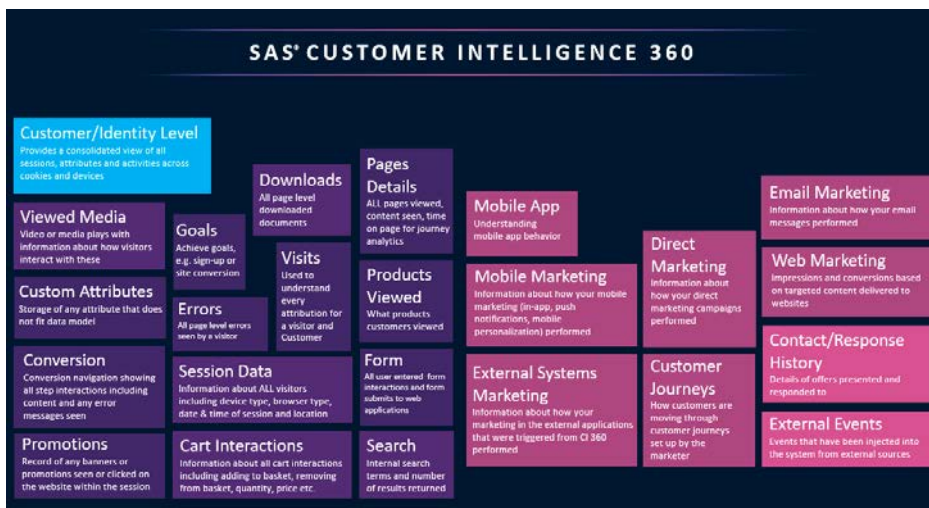 SAS® CUSTOMER INTELLIGENCE 360
Customer/Identity Level
Provides a consolidated view of all
sessions, attributes and activities across
cookies and devices
Viewed Media
Video or media plays with
information about how visitors
interact with these
Custom Attributes
Storage of any attribute that does
not fit data model
Conversion
Conversion navigation showing
all step interactions including
content and any error
messages seen
Promotions
Record of any banners or
promotions seen or clicked on
the website within the session
Goals
Achieve goals,
e.g. sign-up or
site conversion
Errors
All page level errors
seen by a visitor
Downloads
All page level
downloaded
documents
Visits
Used to
understand
every
attribution for
a visitor and
Customer
Session Data
Information about ALL visitors
including device type, browser type,
date & time of session and location
Cart Interactions
Information about all cart interactions
including adding to basket, removing
from basket, quantity, price etc.
Pages
Details
ALL pages viewed,
content seen, time
on page for journey
analytics
Products
Viewed
What products
customers viewed
Form
All user entered form
interactions and form
submits to web
applications
Search
Internal search
terms and number
of results returned
Mobile App
Understanding
mobile app behavior
Mobile Marketing
Information about how your mobile
marketing (in-app, push
notifications, mobile
personalization) performed
External Systems
Marketing
Information about how your
marketing in the external applications
that were triggered from CI 360
performed
Direct
Marketing
Information about
how your direct
marketing campaigns
performed
Customer
Journeys
How customers are
moving through
customer journeys
set up by the
marketer
Email Marketing
Information about how your email
messages performed
Web Marketing
Impressions and conversions based
on targeted content delivered to
websites
Contact/Response
History
Details of offers presented and
responded to
External Events
Events that have been injected into
the system from external sources